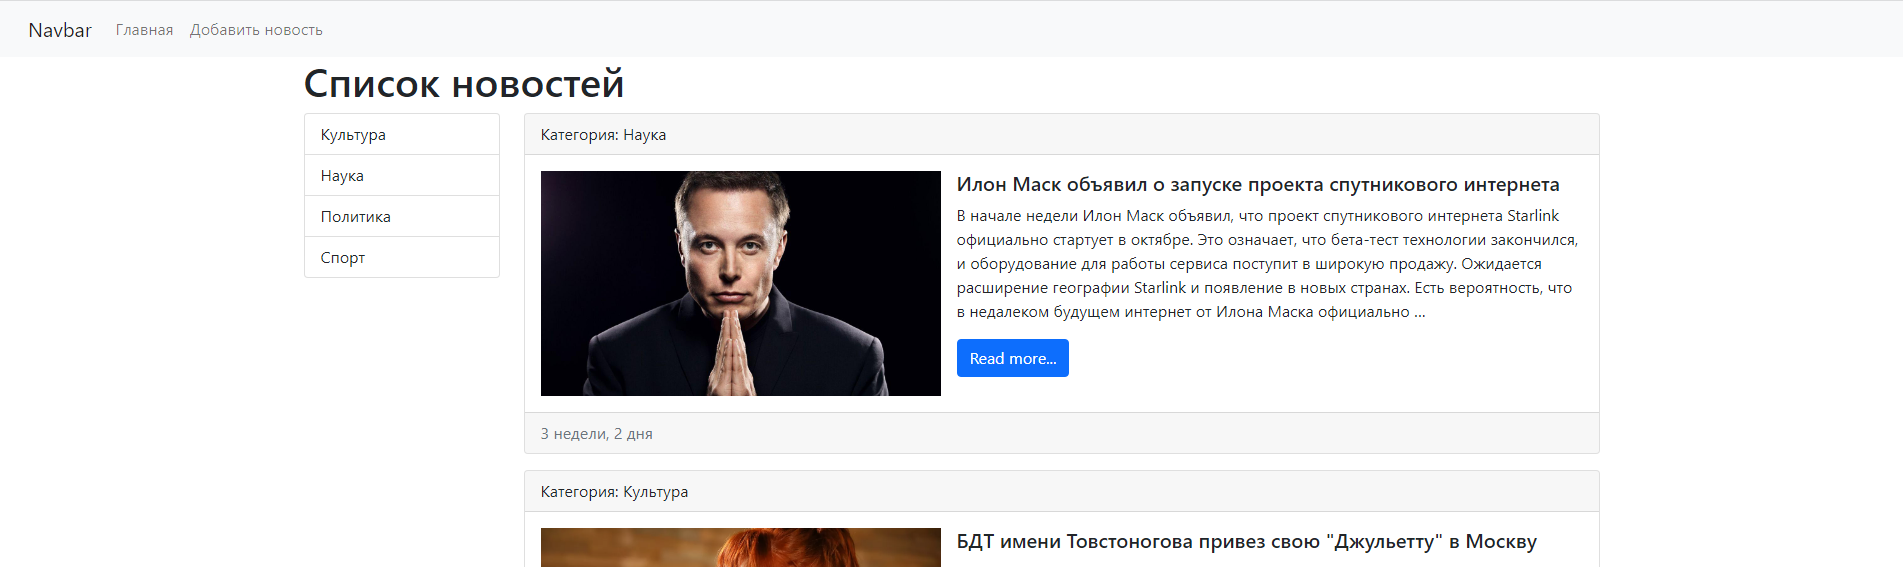 Navbar Главная Добавить новость
Список новостей
Культура
Наука
Политика
Спорт
Категория: Наука
Илон Маск объявил о запуске проекта спутникового интернета
В начале недели Илон Маск объявил, что проект спутникового интернета Starlink
официально стартует в октябре. Это означает, что бета-тест технологии закончился,
и оборудование для работы сервиса поступит в широкую продажу. Ожидается
расширение географии Starlink и появление в новых странах. Есть вероятность, что
в недалеком будущем интернет от Илона Маска официально ...
Read more...
3 недели, 2 дня
Категория: Культура
БДТ имени Товстоногова привез свою "Джульетту" в Москву